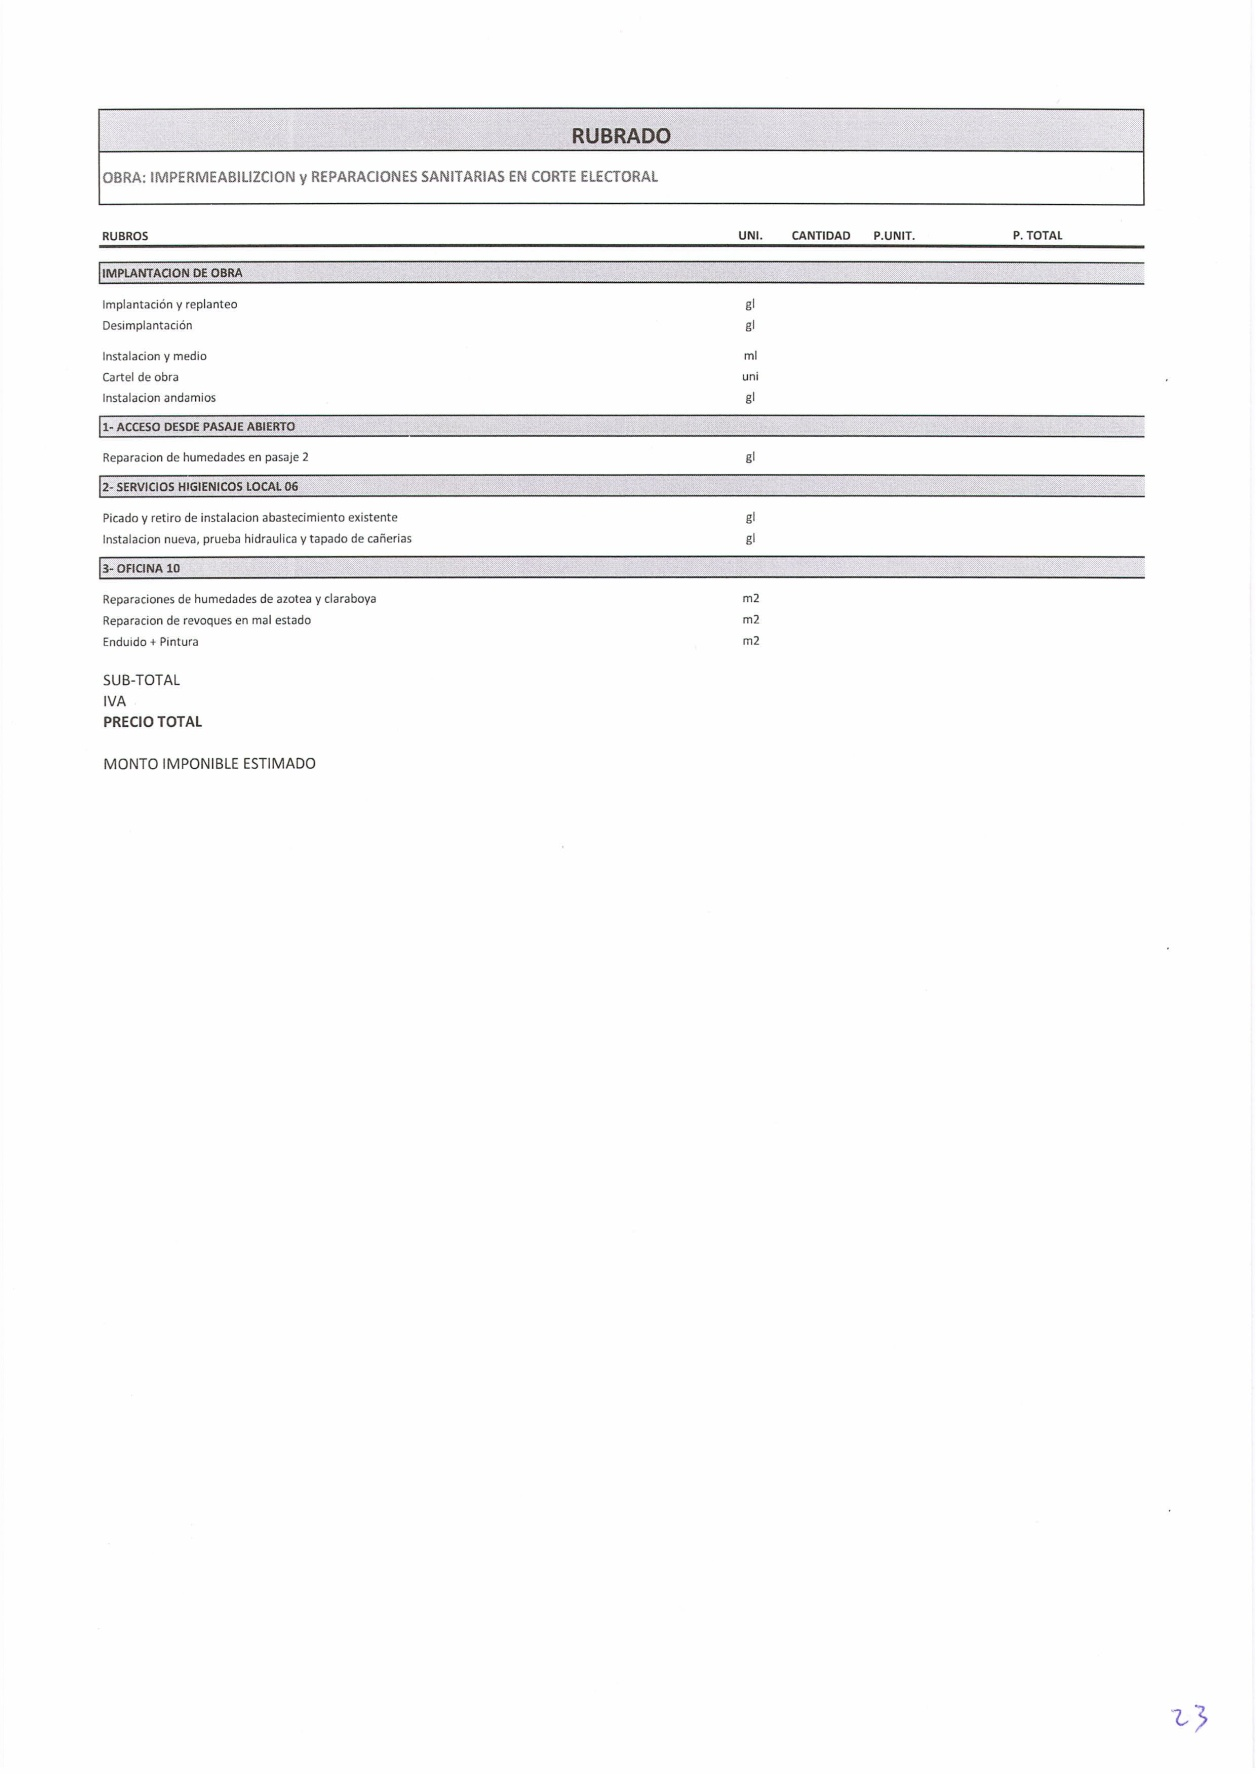 RUBRADO
OBRA: IMPERMEABILIZCION y REPARACIONES SANITARIAS EN CORTE ELECTORAL
RUBROS UNI. CANTIDAD P.UNIT. P. TOTAL
IMPLANTACION DE OBRA
Implantación y replanteo gl
Desimplantación gl
Instalacion y medio ml
Cartel de obra uni
Instalacion andamios gl
1- ACCESO DESDE PASAJE ABIERTO
Reparacion de humedades en pasaje 2 gl
2- SERVICIOS HIGIENICOS LOCAL 06
Picado y retiro de instalacion abastecimiento existente gl
Instalacion nueva, prueba hidraulica y tapado de cañerias gl
3- OFICINA 10
Reparaciones de humedades de azotea y claraboya m2
Reparacion de revoques en mal estado m2
Enduido + Pintura m2
SUB-TOTAL
IVA
PRECIO TOTAL
MONTO IMPONIBLE ESTIMADO
23